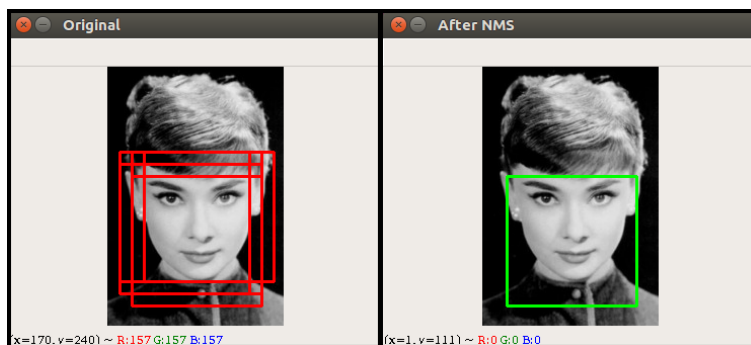 Original
After NMS
(x=170, y=240) ~ R:157 G:157 B:157
(x=1, y=111) ~ R:0 G:0 B:0